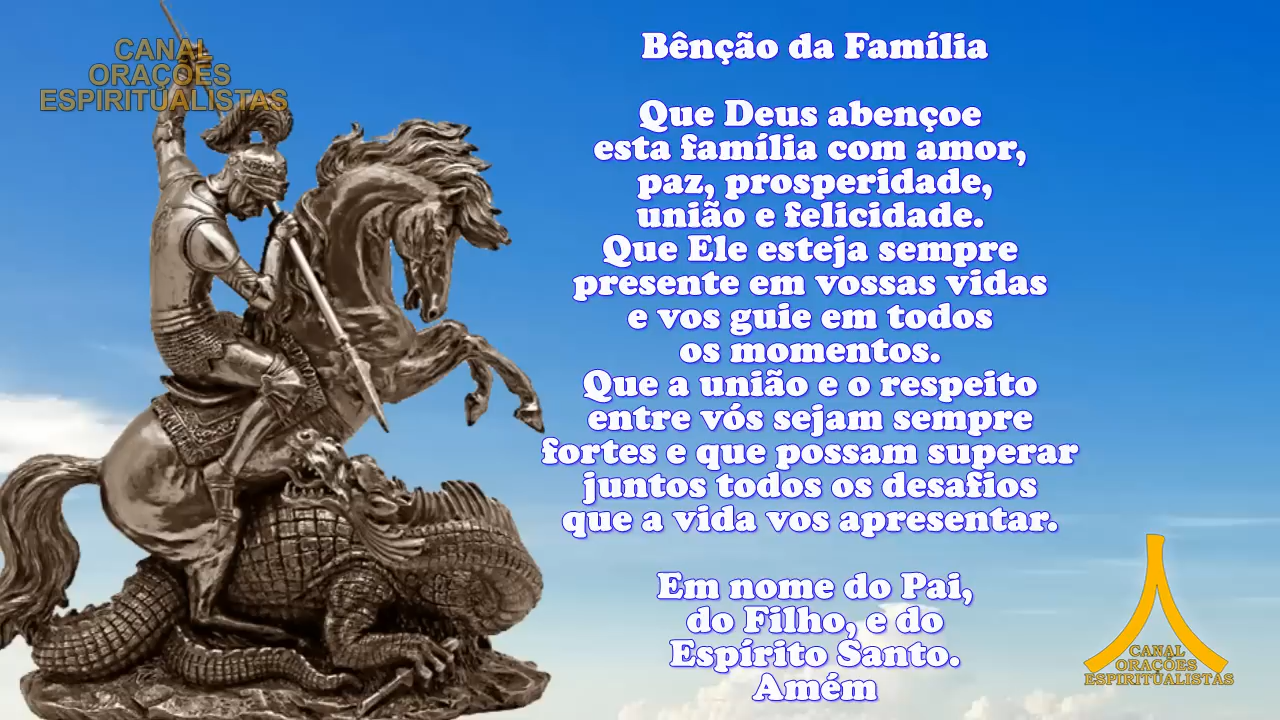 CANAL
ORAÇÕES
ESPIRITUALISTAS
Bênção da Família
Que Deus abençoe
esta família com amor,
paz, prosperidade,
união e felicidade.
Que Ele esteja sempre
presente em vossas vidas
e vos guie em todos
os momentos.
Que a união e o respeito
entre vós sejam sempre
fortes e que possam superar
juntos todos os desafios
que a vida vos apresentar.
Em nome do Pai,
do Filho, e do
Espírito Santo.
Amém
CANAL
ORAÇÕES
ESPIRITUALISTAS